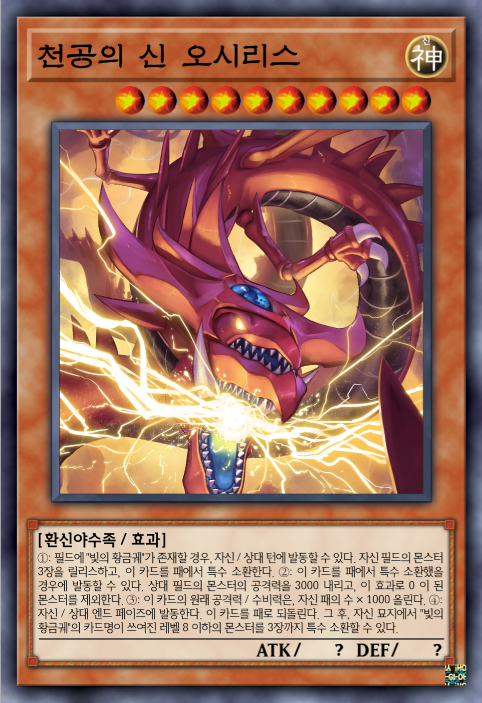 천공의 신 오시리스
신
神
[환신야수족 / 효과]
①: 필드에 "빛의 황금궤"가 존재할 경우, 자신 / 상대 턴에 발동할 수 있다. 자신 필드의 몬스터
3장을 릴리스하고, 이 카드를 패에서 특수 소환한다. ②: 이 카드를 패에서 특수 소환했을
경우에 발동할 수 있다. 상대 필드의 몬스터의 공격력을 3000 내리고, 이 효과로 0 이 된
몬스터를 제외한다. ③: 이 카드의 원래 공격력 / 수비력은, 자신 패의 수 × 1000 올린다. ④:
자신 / 상대 엔드 페이즈에 발동한다. 이 카드를 패로 되돌린다. 그 후, 자신 묘지에서 "빛의
황금궤"의 카드명이 쓰여진 레벨 8 이하의 몬스터를 3장까지 특수 소환할 수 있다.
ATK/ ? DEF/ ?